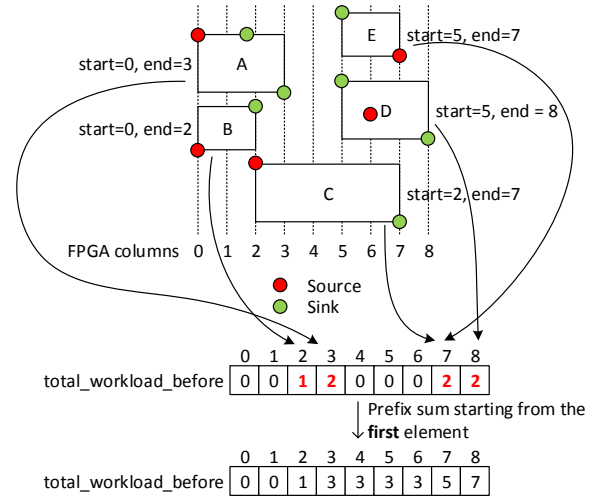 E
start=5, end=7
start=0, end=3
A
D
start=5, end = 8
start=0, end=2
B
C
start=2, end=7
FPGA columns 0 1 2 3 4 5 6 7 8
Source
Sink
0 1 2 3 4 5 6 7 8
total_workload_before 0 0 1 2 0 0 0 2 2
Prefix sum starting from the
first element
0 1 2 3 4 5 6 7 8
total_workload_before 0 0 1 3 3 3 3 5 7